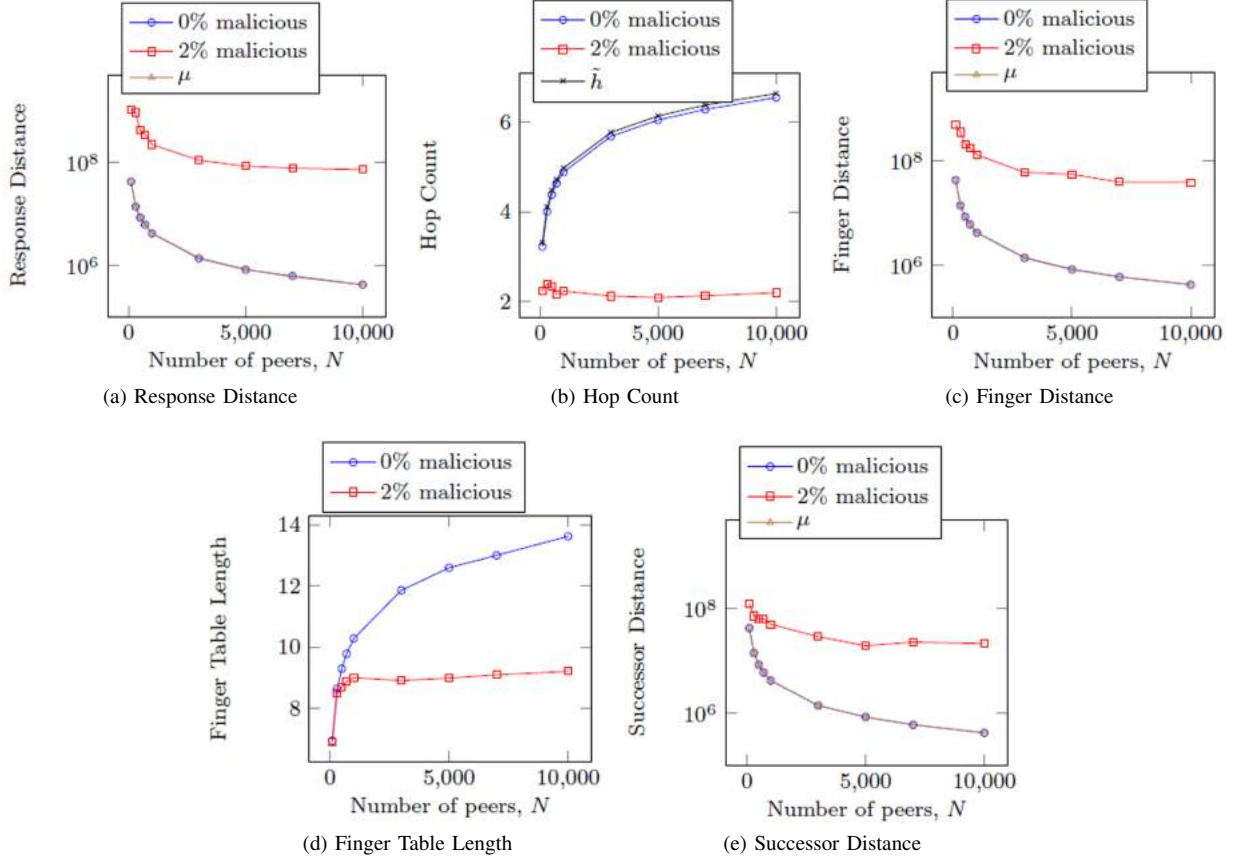 0% malicious
2% malicious
μ
Response Distance
10^8
10^6
0
5,000
10,000
Number of peers, N
(a) Response Distance
0% malicious
2% malicious
h̃
Hop Count
6
4
2
0
5,000
10,000
Number of peers, N
(b) Hop Count
0% malicious
2% malicious
μ
Finger Distance
10^8
10^6
0
5,000
10,000
Number of peers, N
(c) Finger Distance
0% malicious
2% malicious
Finger Table Length
14
12
10
8
0
5,000
10,000
Number of peers, N
(d) Finger Table Length
0% malicious
2% malicious
μ
Successor Distance
10^8
10^6
0
5,000
10,000
Number of peers, N
(e) Successor Distance